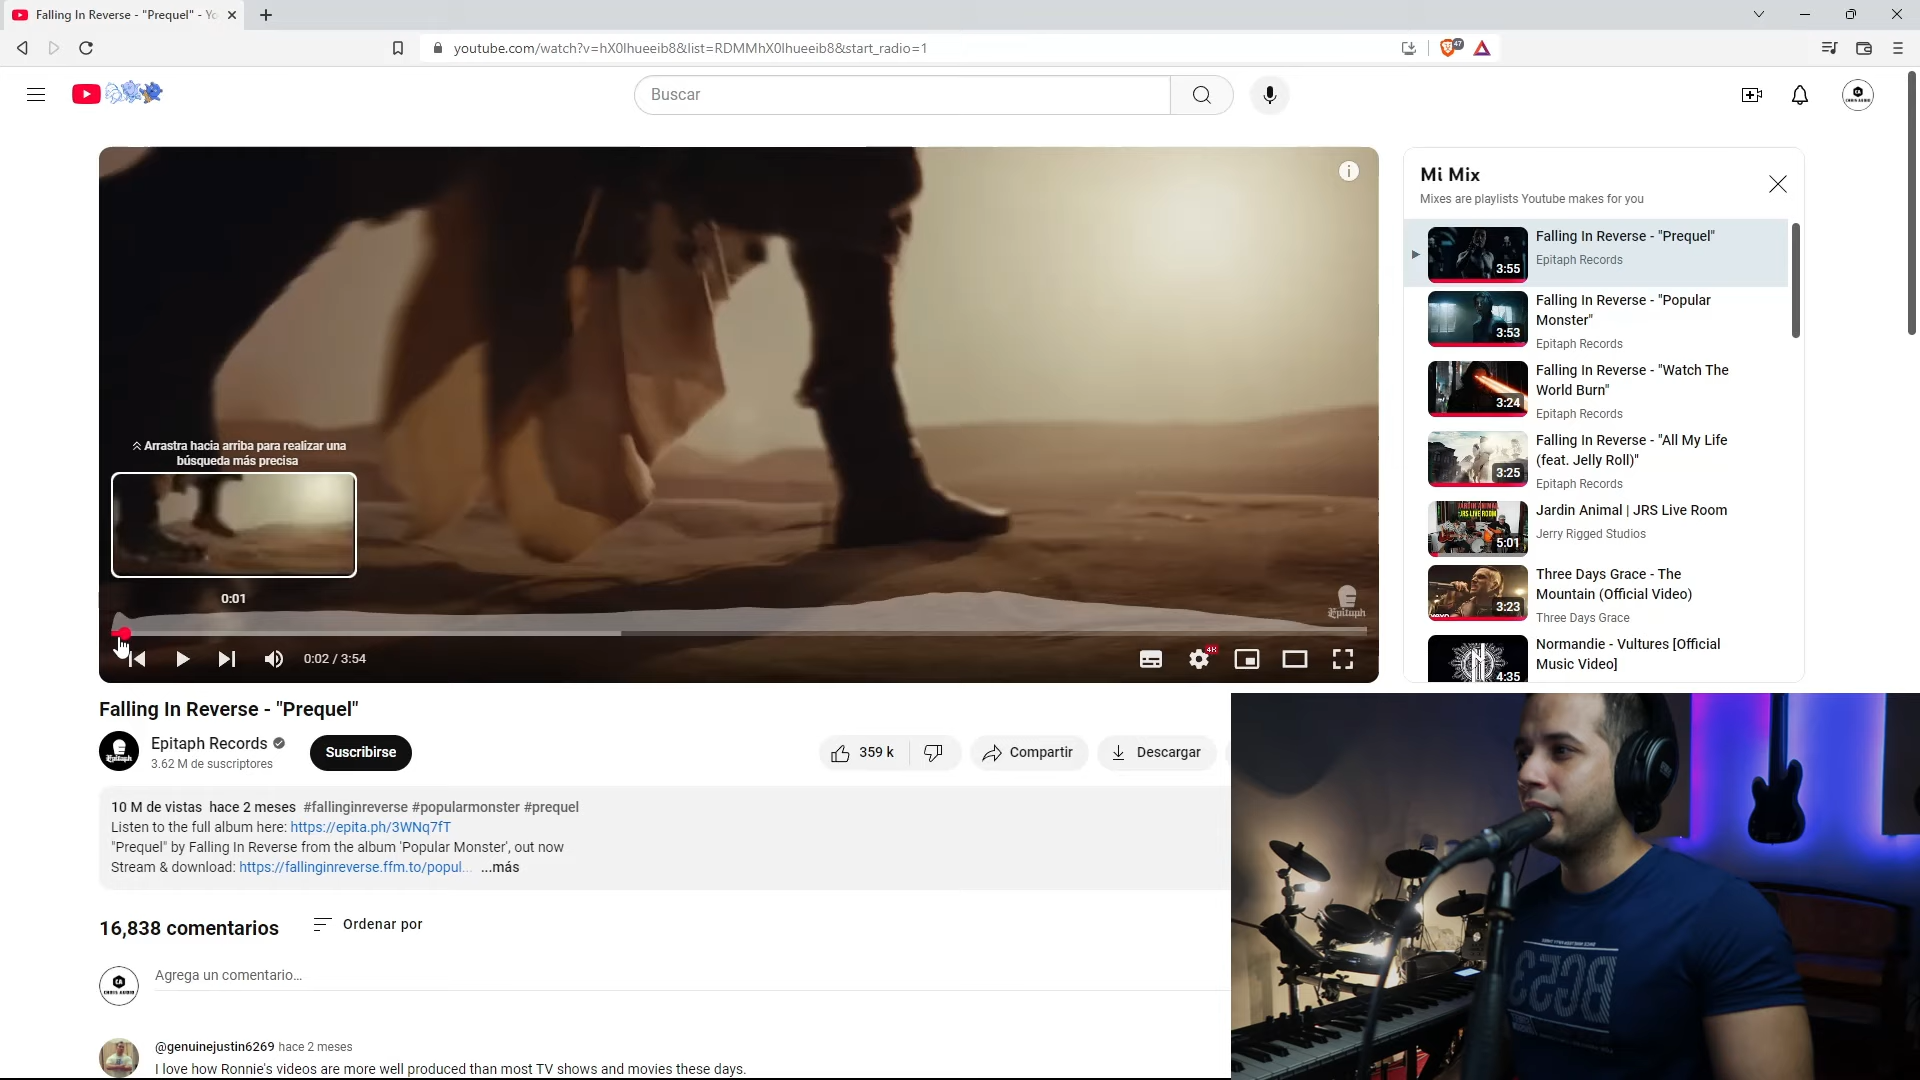 Falling In Reverse - "Prequel" - Yo
youtube.com/watch?v=hX0lhueeib8&list=RDMMhX0lhueeib8&start_radio=1
47
Buscar
Arrastra hacia arriba para realizar una
búsqueda más precisa
0:01
Epitaph
0:02 / 3:54
4K
Mi Mix
Mixes are playlists Youtube makes for you
Falling In Reverse - "Prequel"
Epitaph Records
3:55
Falling In Reverse - "Popular
Monster"
Epitaph Records
3:53
Falling In Reverse - "Watch The
World Burn"
Epitaph Records
3:24
Falling In Reverse - "All My Life
(feat. Jelly Roll)"
Epitaph Records
3:25
JARDIN ANIMAL
JRS LIVE ROOM
Jardin Animal | JRS Live Room
Jerry Rigged Studios
5:01
Three Days Grace - The
Mountain (Official Video)
Three Days Grace
3:23
Normandie - Vultures [Official
Music Video]
4:35
Falling In Reverse - "Prequel"
Epitaph Records
3.62 M de suscriptores
Suscribirse
359 k
Compartir
Descargar
10 M de vistas hace 2 meses #fallinginreverse #popularmonster #prequel
Listen to the full album here: https://epita.ph/3WNq7fT
"Prequel" by Falling In Reverse from the album 'Popular Monster', out now
Stream & download: https://fallinginreverse.ffm.to/popul... ...más
16,838 comentarios
Ordenar por
CHRIS AUDIO
Agrega un comentario...
@genuinejustin6269 hace 2 meses
I love how Ronnie's videos are more well produced than most TV shows and movies these days.